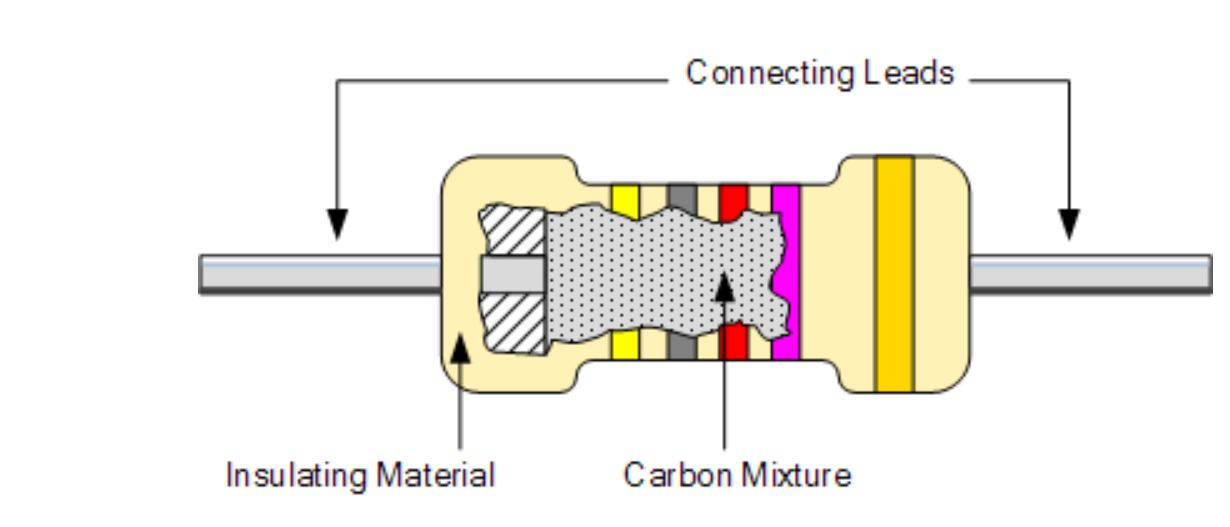 Connecting Leads
Insulating Material
Carbon Mixture